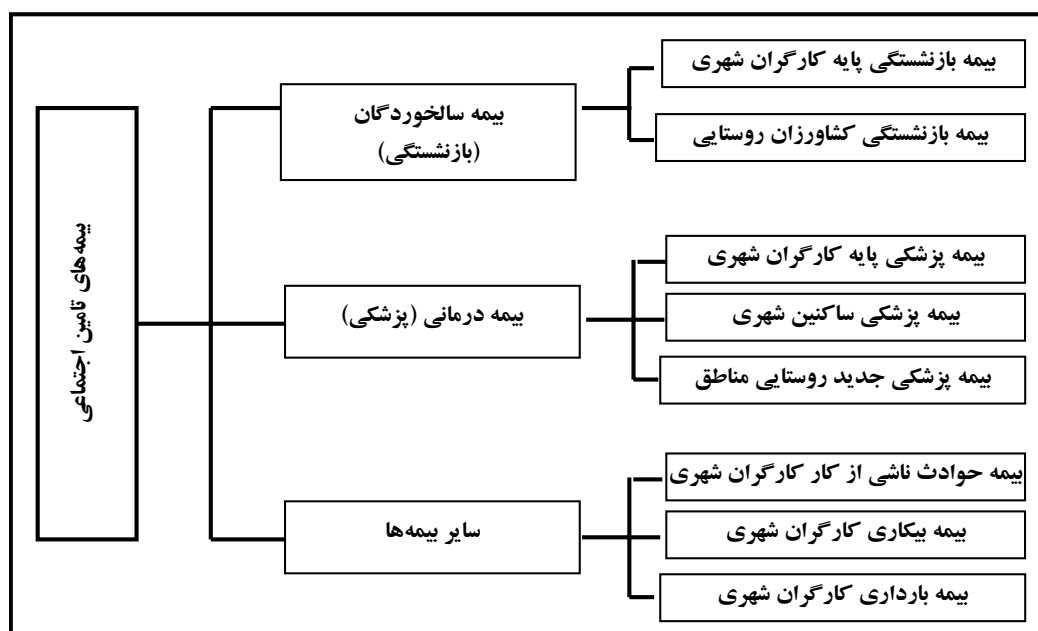 بیمه‌های تامین اجتماعی
بیمه سالخوردگان
(بازنشستگی)
بیمه بازنشستگی پایه کارگران شهری
بیمه بازنشستگی کشاورزان روستایی
بیمه درمانی (پزشکی)
بیمه پزشکی پایه کارگران شهری
بیمه پزشکی ساکنین شهری
بیمه پزشکی جدید روستایی مناطق
سایر بیمه‌ها
بیمه حوادث ناشی از کار کارگران شهری
بیمه بیکاری کارگران شهری
بیمه بارداری کارگران شهری